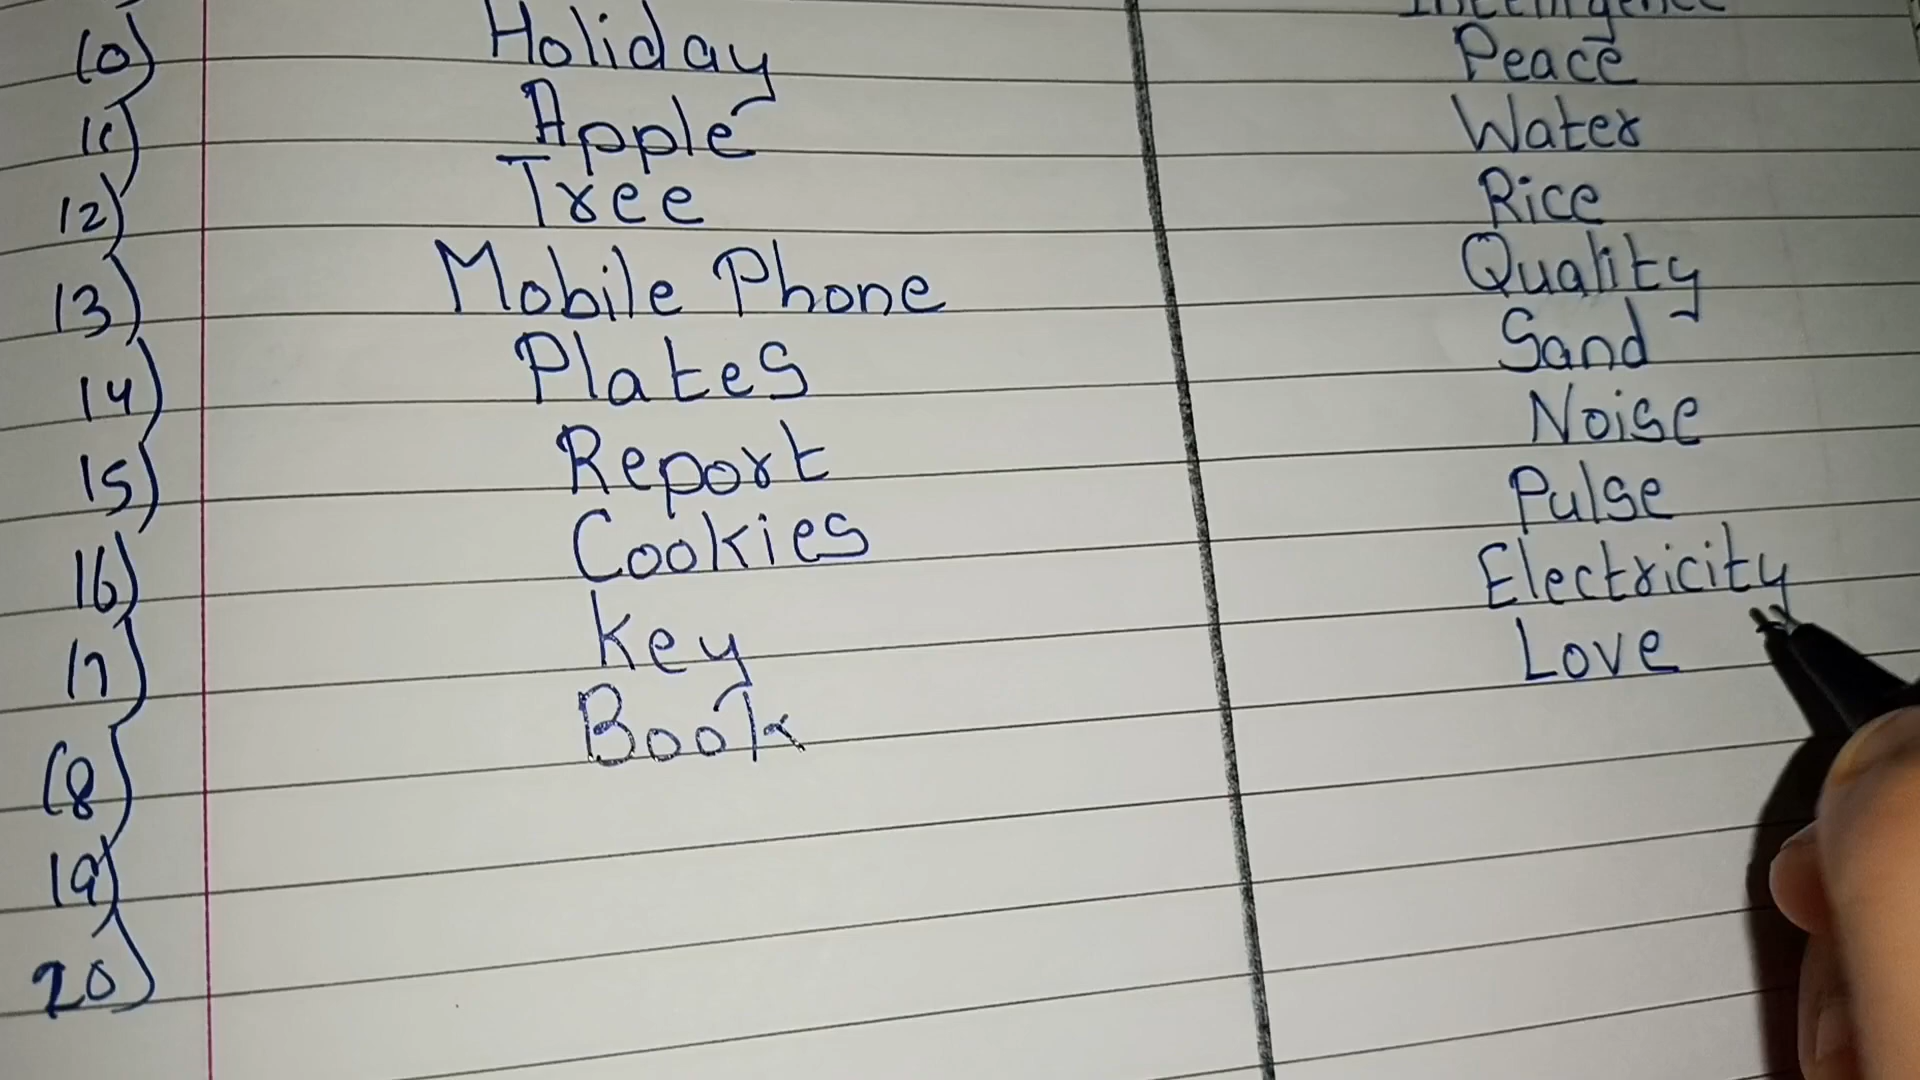 Intelligence
10) Holiday Peace
11) Apple Water
12) Tree Rice
13) Mobile Phone Quality
14) Plates Sand
15) Report Noise
16) Cookies Pulse
17) Key Electricity
18) Book Love
19)
20)